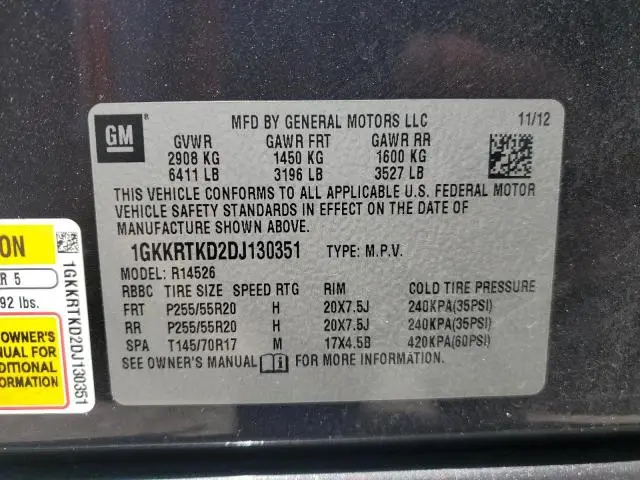 GM
®
MFD BY GENERAL MOTORS LLC 11/12
GVWR GAWR FRT GAWR RR
2908 KG 1450 KG 1600 KG
6411 LB 3196 LB 3527 LB
THIS VEHICLE CONFORMS TO ALL APPLICABLE U.S. FEDERAL MOTOR
VEHICLE SAFETY STANDARDS IN EFFECT ON THE DATE OF
MANUFACTURE SHOWN ABOVE.
1GKKRTKD2DJ130351 TYPE: M.P.V.
MODEL: R14526
RBBC TIRE SIZE SPEED RTG RIM COLD TIRE PRESSURE
FRT P255/55R20 H 20X7.5J 240KPA(35PSI)
RR P255/55R20 H 20X7.5J 240KPA(35PSI)
SPA T145/70R17 M 17X4.5B 420KPA(60PSI)
SEE OWNER'S MANUAL FOR MORE INFORMATION.
ON
R 5
92 lbs.
OWNER'S
UAL FOR
DITIONAL
ORMATION
1GKKRTKD2DJ130351